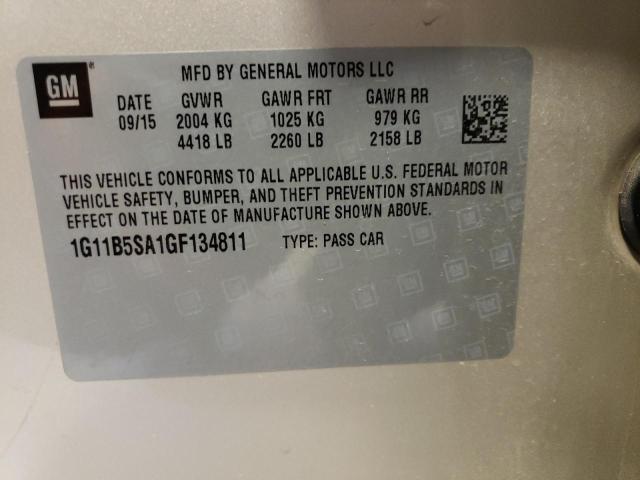 GM
MFD BY GENERAL MOTORS LLC
DATE GVWR GAWR FRT GAWR RR
09/15 2004 KG 1025 KG 979 KG
4418 LB 2260 LB 2158 LB
THIS VEHICLE CONFORMS TO ALL APPLICABLE U.S. FEDERAL MOTOR
VEHICLE SAFETY, BUMPER, AND THEFT PREVENTION STANDARDS IN
EFFECT ON THE DATE OF MANUFACTURE SHOWN ABOVE.
1G11B5SA1GF134811 TYPE: PASS CAR